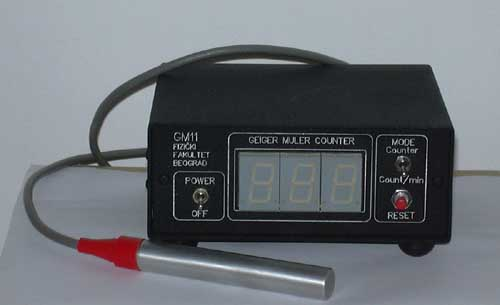 GM11
FIZIČKI
FAKULTET
BEOGRAD
GEIGER MULER COUNTER
MODE
Counter
Count/min
RESET
POWER
OFF